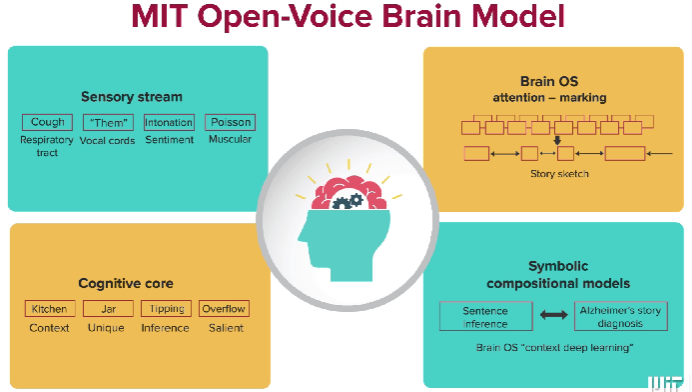 MIT Open-Voice Brain Model
Sensory stream
Cough "Them" Intonation Poisson
Respiratory Vocal cords Sentiment Muscular
tract
Brain OS
attention – marking
Story sketch
Cognitive core
Kitchen Jar Tipping Overflow
Context Unique Inference Salient
Symbolic
compositional models
Sentence Alzheimer's story
inference diagnosis
Brain OS "context deep learning"
MIT